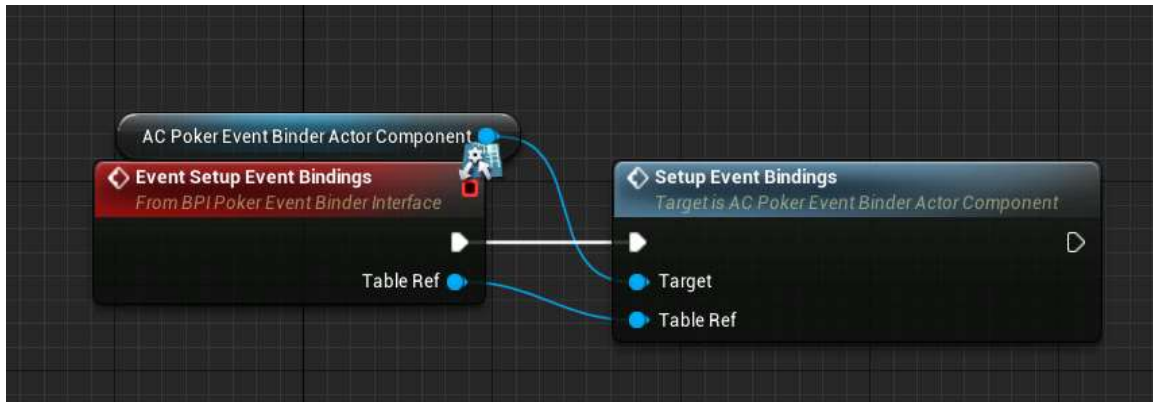 AC Poker Event Binder Actor Component
Event Setup Event Bindings
From BPI Poker Event Binder Interface
Table Ref
Setup Event Bindings
Target is AC Poker Event Binder Actor Component
Target
Table Ref